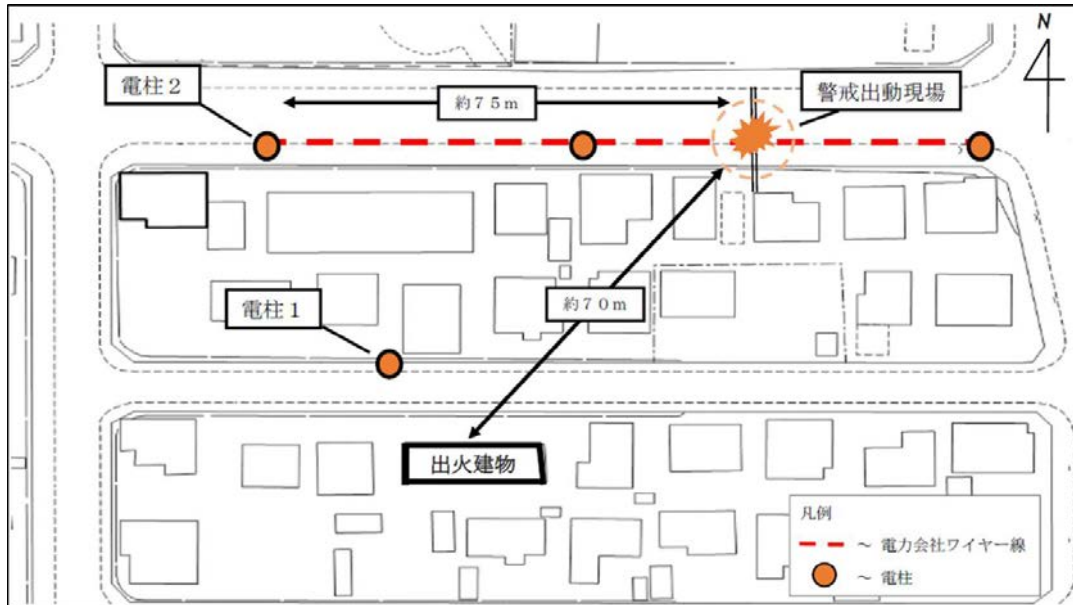 N
電柱２
約７５ｍ
警戒出動現場
電柱１
約７０ｍ
出火建物
凡例
～ 電力会社ワイヤー線
～ 電柱